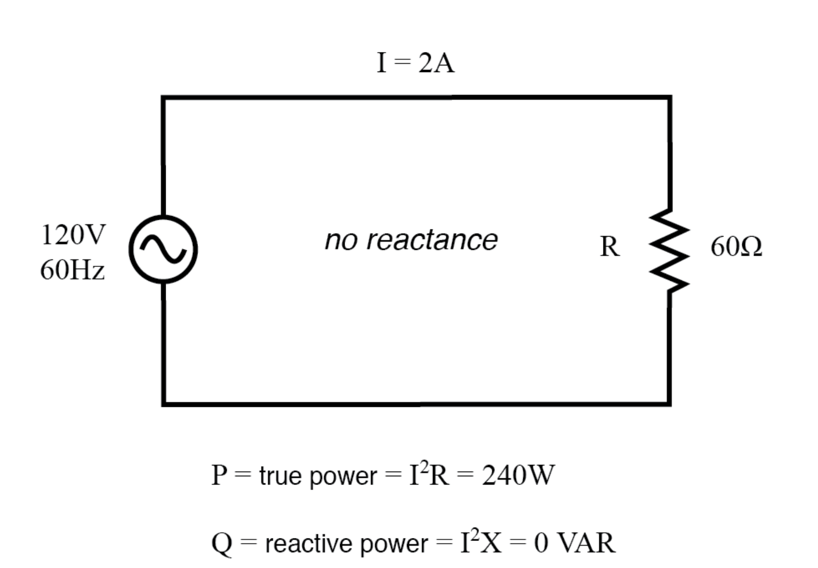 I = 2A
120V
60Hz
no reactance
R
60Ω
P = true power = I²R = 240W
Q = reactive power = I²X = 0 VAR